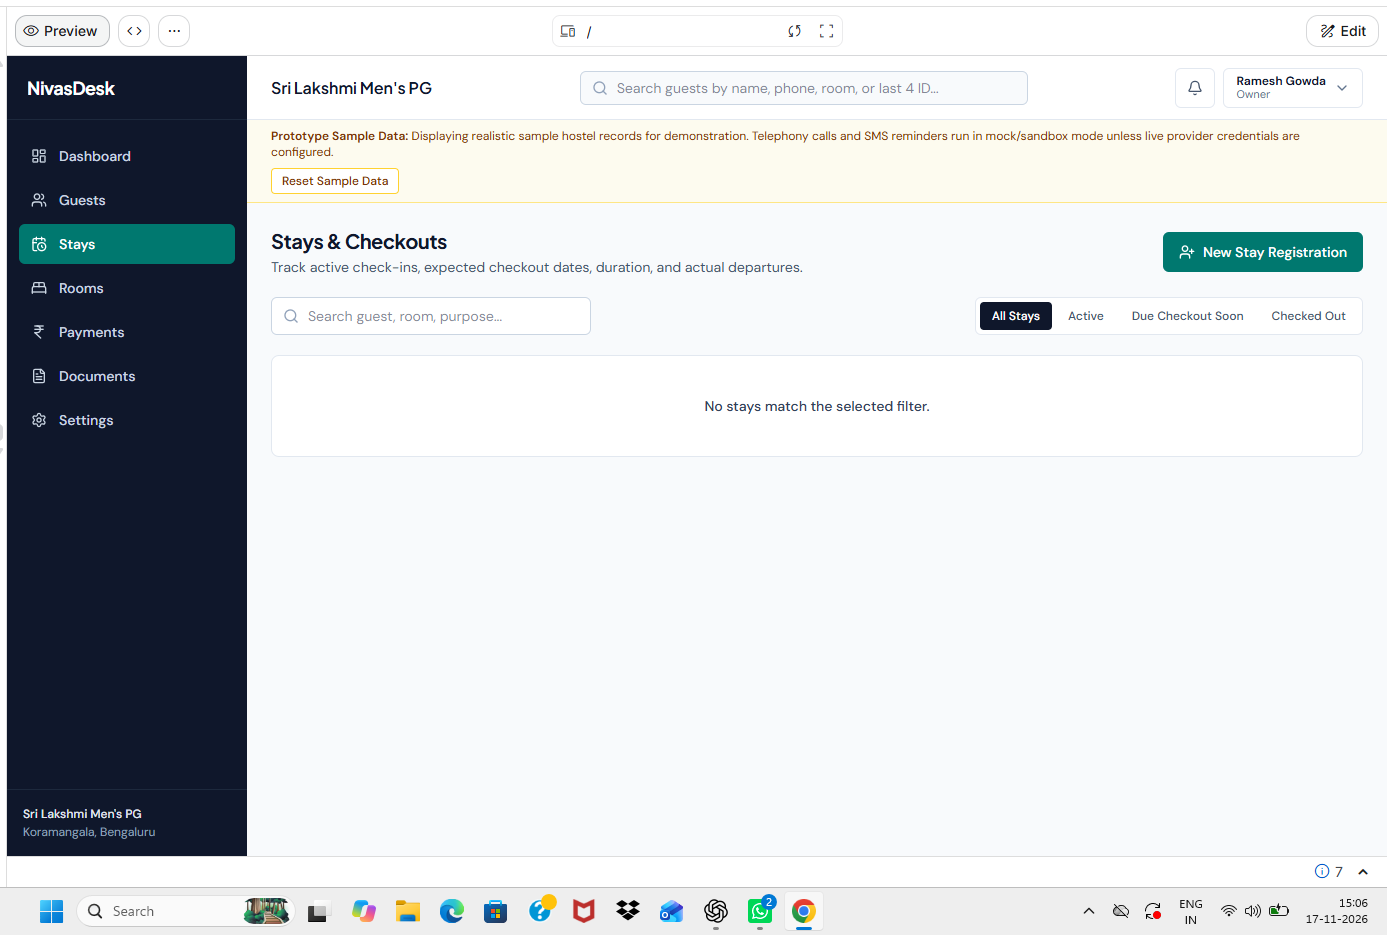 Preview
/
Edit
NivasDesk
Sri Lakshmi Men's PG
Search guests by name, phone, room, or last 4 ID...
Ramesh Gowda
Owner
Prototype Sample Data: Displaying realistic sample hostel records for demonstration. Telephony calls and SMS reminders run in mock/sandbox mode unless live provider credentials are
configured.
Reset Sample Data
Dashboard
Guests
Stays
Rooms
Payments
Documents
Settings
Stays & Checkouts
Track active check-ins, expected checkout dates, duration, and actual departures.
New Stay Registration
Search guest, room, purpose...
All Stays
Active
Due Checkout Soon
Checked Out
No stays match the selected filter.
Sri Lakshmi Men's PG
Koramangala, Bengaluru
7
Search
2
ENG
IN
15:06
17-11-2026